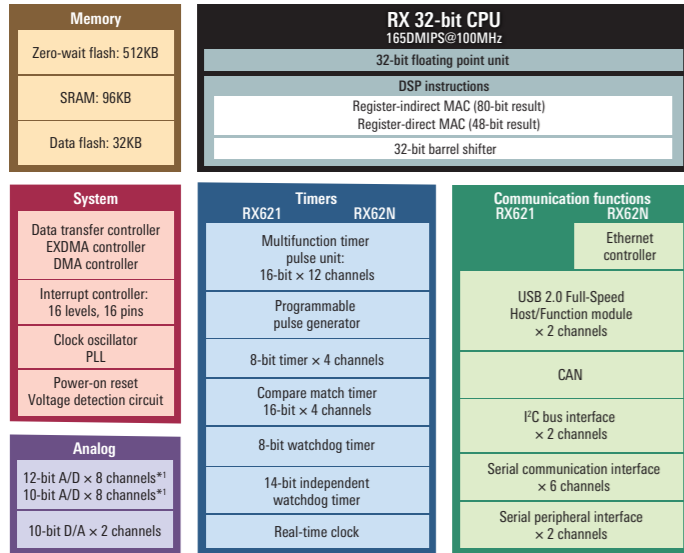 Memory
Zero-wait flash: 512KB
SRAM: 96KB
Data flash: 32KB
RX 32-bit CPU
165DMIPS@100MHz
32-bit floating point unit
DSP instructions
Register-indirect MAC (80-bit result)
Register-direct MAC (48-bit result)
32-bit barrel shifter
System
Data transfer controller
EXDMA controller
DMA controller
Interrupt controller:
16 levels, 16 pins
Clock oscillator
PLL
Power-on reset
Voltage detection circuit
Analog
12-bit A/D × 8 channels*¹
10-bit A/D × 8 channels*¹
10-bit D/A × 2 channels
Timers
RX621 RX62N
Multifunction timer
pulse unit:
16-bit × 12 channels
Programmable
pulse generator
8-bit timer × 4 channels
Compare match timer
16-bit × 4 channels
8-bit watchdog timer
14-bit independent
watchdog timer
Real-time clock
Communication functions
RX621 RX62N
Ethernet
controller
USB 2.0 Full-Speed
Host/Function module
× 2 channels
CAN
I²C bus interface
× 2 channels
Serial communication interface
× 6 channels
Serial peripheral interface
× 2 channels